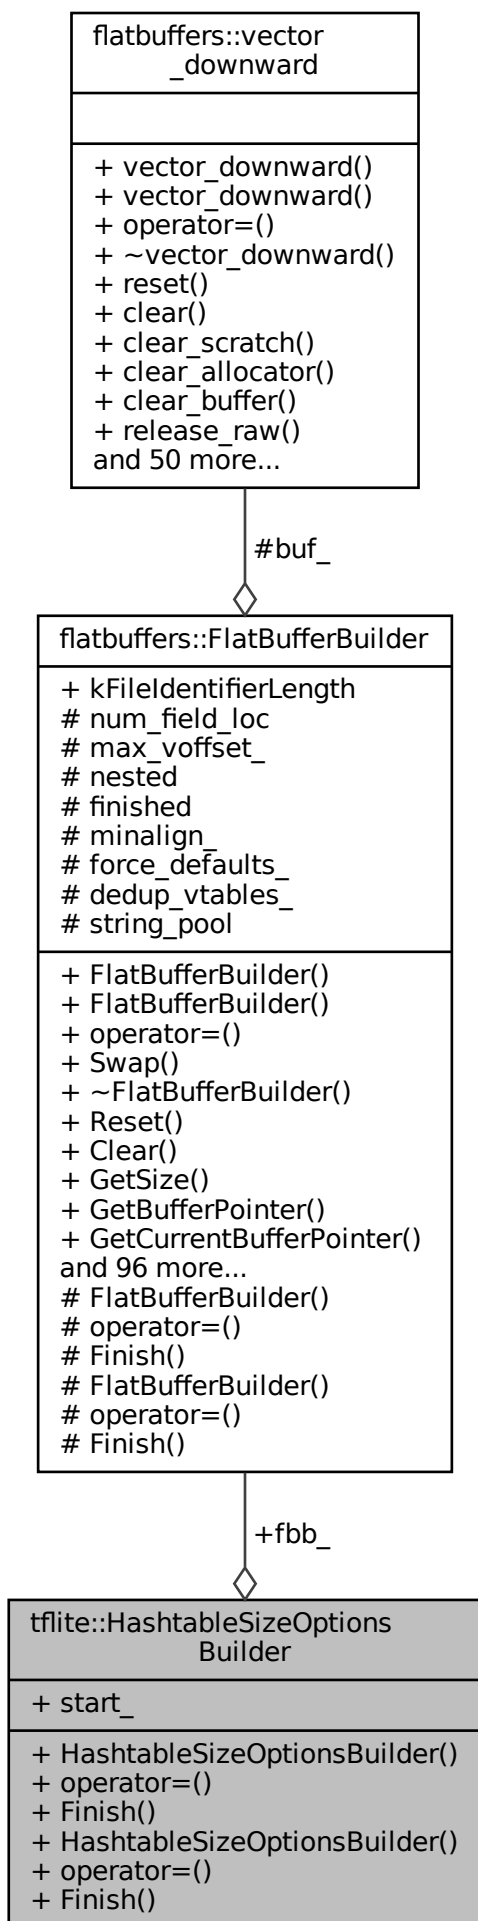 flatbuffers::vector
_downward
+ vector_downward()
+ vector_downward()
+ operator=()
+ ~vector_downward()
+ reset()
+ clear()
+ clear_scratch()
+ clear_allocator()
+ clear_buffer()
+ release_raw()
and 50 more...
#buf_
flatbuffers::FlatBufferBuilder
+ kFileIdentifierLength
# num_field_loc
# max_voffset_
# nested
# finished
# minalign_
# force_defaults_
# dedup_vtables_
# string_pool
+ FlatBufferBuilder()
+ FlatBufferBuilder()
+ operator=()
+ Swap()
+ ~FlatBufferBuilder()
+ Reset()
+ Clear()
+ GetSize()
+ GetBufferPointer()
+ GetCurrentBufferPointer()
and 96 more...
# FlatBufferBuilder()
# operator=()
# Finish()
# FlatBufferBuilder()
# operator=()
# Finish()
+fbb_
tflite::HashtableSizeOptions
Builder
+ start_
+ HashtableSizeOptionsBuilder()
+ operator=()
+ Finish()
+ HashtableSizeOptionsBuilder()
+ operator=()
+ Finish()